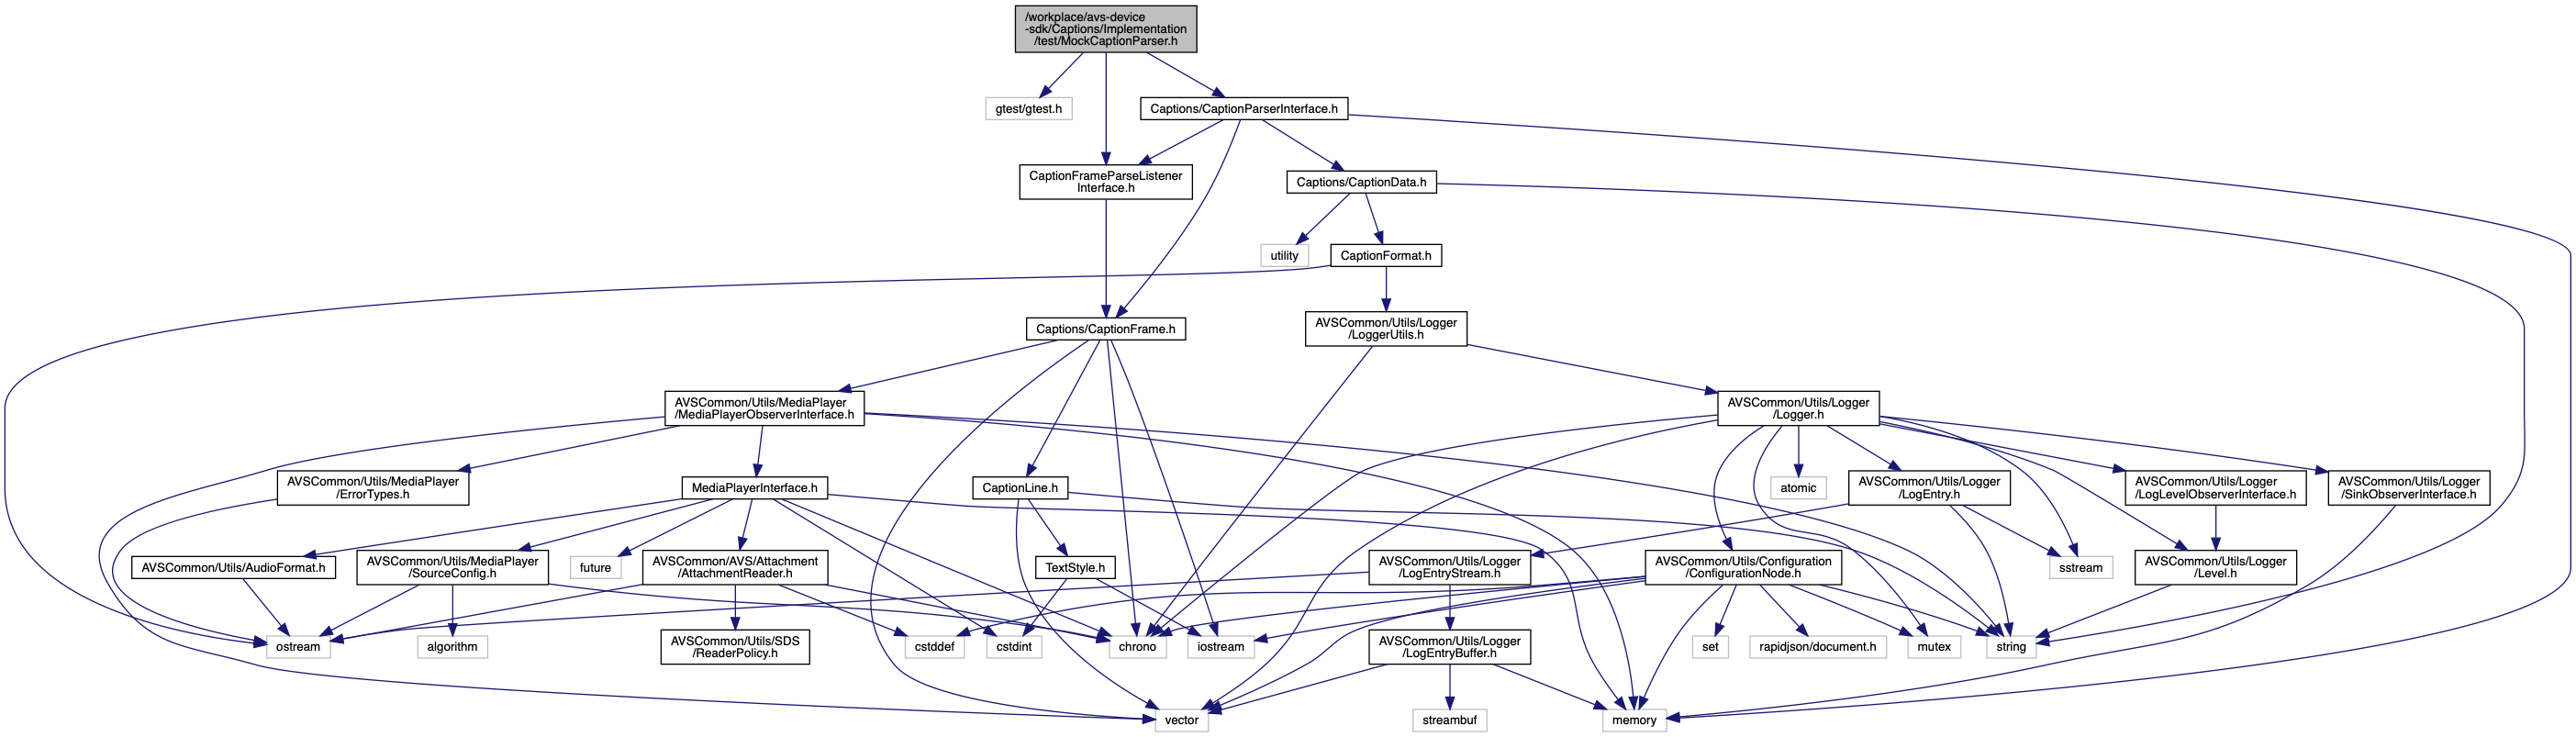 /workplace/avs-device
-sdk/Captions/Implementation
/test/MockCaptionParser.h
gtest/gtest.h
Captions/CaptionParserInterface.h
CaptionFrameParseListener
Interface.h
Captions/CaptionData.h
utility
CaptionFormat.h
Captions/CaptionFrame.h
AVSCommon/Utils/Logger
/LoggerUtils.h
AVSCommon/Utils/MediaPlayer
/MediaPlayerObserverInterface.h
AVSCommon/Utils/Logger
/Logger.h
AVSCommon/Utils/MediaPlayer
/ErrorTypes.h
MediaPlayerInterface.h
CaptionLine.h
atomic
AVSCommon/Utils/Logger
/LogEntry.h
AVSCommon/Utils/Logger
/LogLevelObserverInterface.h
AVSCommon/Utils/Logger
/SinkObserverInterface.h
AVSCommon/Utils/AudioFormat.h
AVSCommon/Utils/MediaPlayer
/SourceConfig.h
future
AVSCommon/AVS/Attachment
/AttachmentReader.h
TextStyle.h
AVSCommon/Utils/Logger
/LogEntryStream.h
AVSCommon/Utils/Configuration
/ConfigurationNode.h
sstream
AVSCommon/Utils/Logger
/Level.h
ostream
algorithm
AVSCommon/Utils/SDS
/ReaderPolicy.h
cstddef
cstdint
chrono
iostream
AVSCommon/Utils/Logger
/LogEntryBuffer.h
set
rapidjson/document.h
mutex
string
vector
streambuf
memory